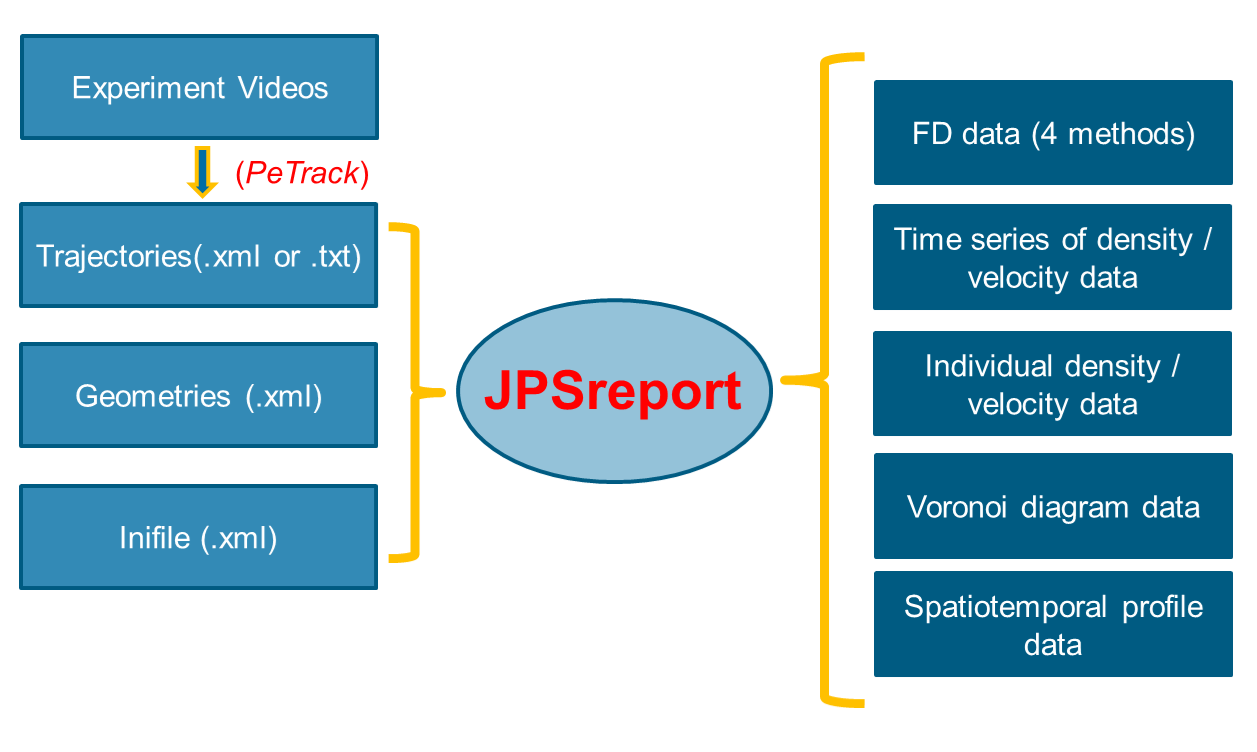 Experiment Videos
(PeTrack)
Trajectories(.xml or .txt)
Geometries (.xml)
Inifile (.xml)
JPSreport
FD data (4 methods)
Time series of density /
velocity data
Individual density /
velocity data
Voronoi diagram data
Spatiotemporal profile
data